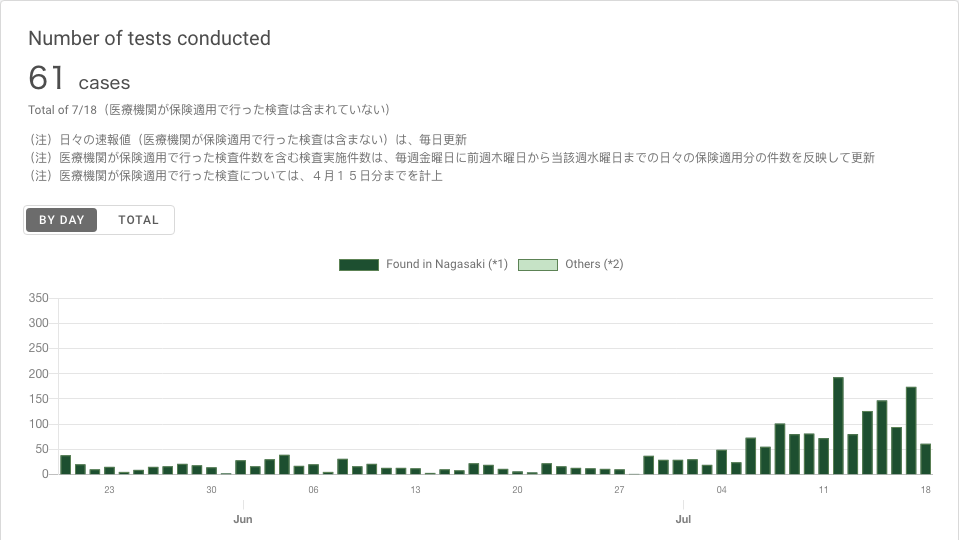 Number of tests conducted
61 cases
Total of 7/18（医療機関が保険適用で行った検査は含まれていない）
（注）日々の速報値（医療機関が保険適用で行った検査は含まない）は、毎日更新
（注）医療機関が保険適用で行った検査件数を含む検査実施件数は、毎週金曜日に前週木曜日から当該週水曜日までの日々の保険適用分の件数を反映して更新
（注）医療機関が保険適用で行った検査については、４月１５日分までを計上
BY DAY TOTAL
Found in Nagasaki (*1) Others (*2)
350
300
250
200
150
100
50
0
23 30 06 13 20 27 04 11 18
Jun Jul